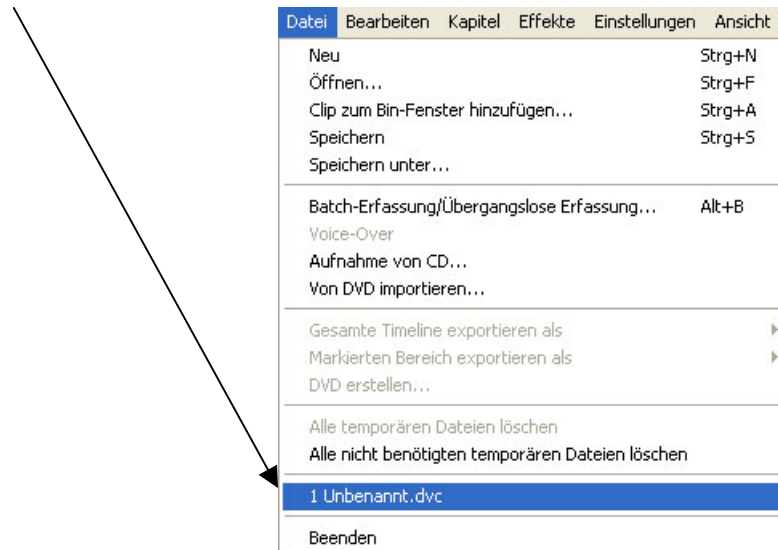 Datei Bearbeiten Kapitel Effekte Einstellungen Ansicht
Neu Strg+N
Öffnen... Strg+F
Clip zum Bin-Fenster hinzufügen... Strg+A
Speichern Strg+S
Speichern unter...
Batch-Erfassung/Übergangslose Erfassung... Alt+B
Voice-Over
Aufnahme von CD...
Von DVD importieren...
Gesamte Timeline exportieren als
Markierten Bereich exportieren als
DVD erstellen...
Alle temporären Dateien löschen
Alle nicht benötigten temporären Dateien löschen
1 Unbenannt.dvc
Beenden